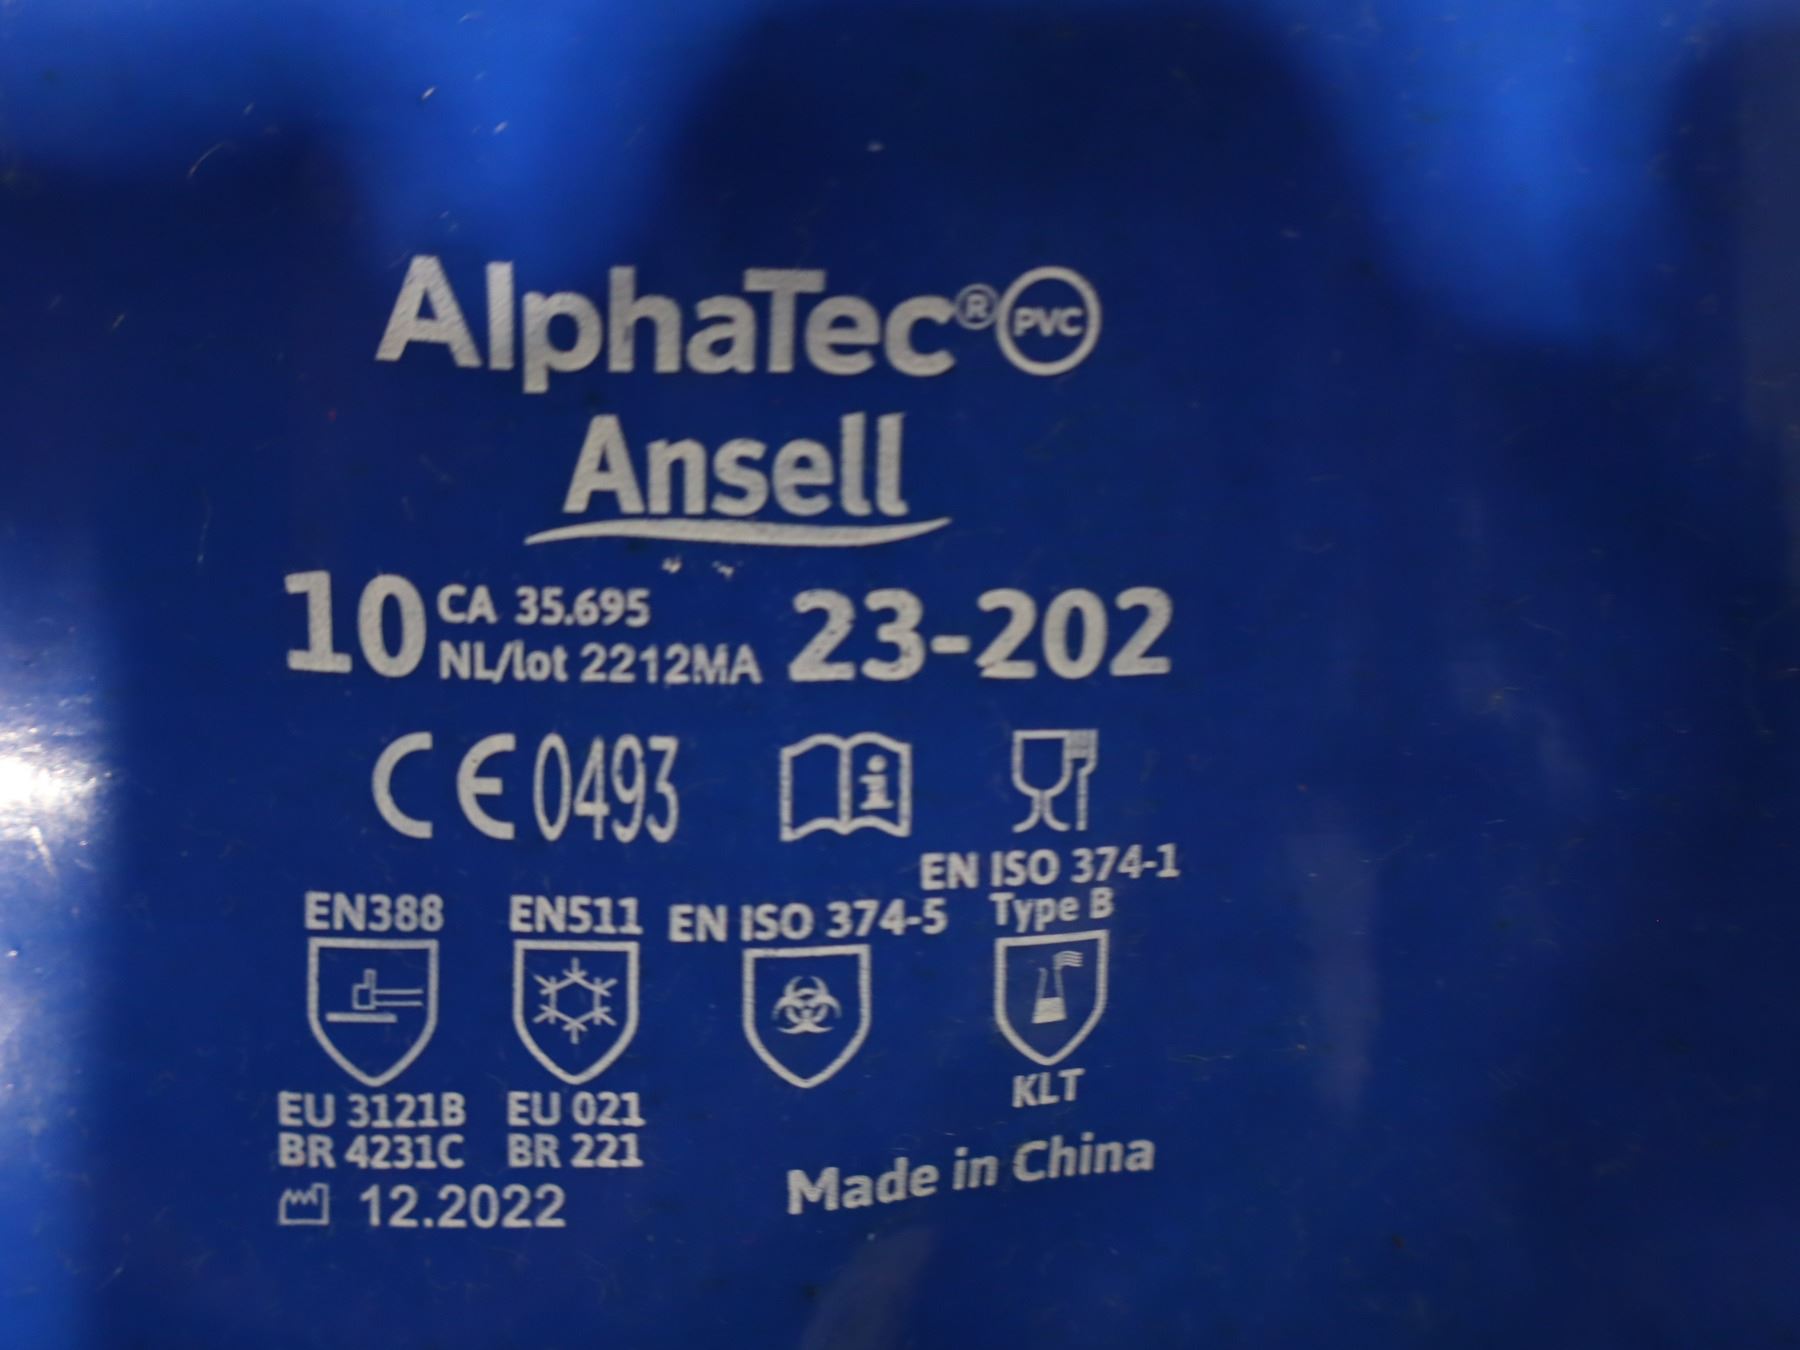 AlphaTec® PVC
Ansell
10 CA 35.695 23-202
NL/lot 2212MA
CE 0493
EN ISO 374-1
EN388 EN511 EN ISO 374-5 Type B
KLT
EU 3121B EU 021
BR 4231C BR 221
12.2022
Made in China